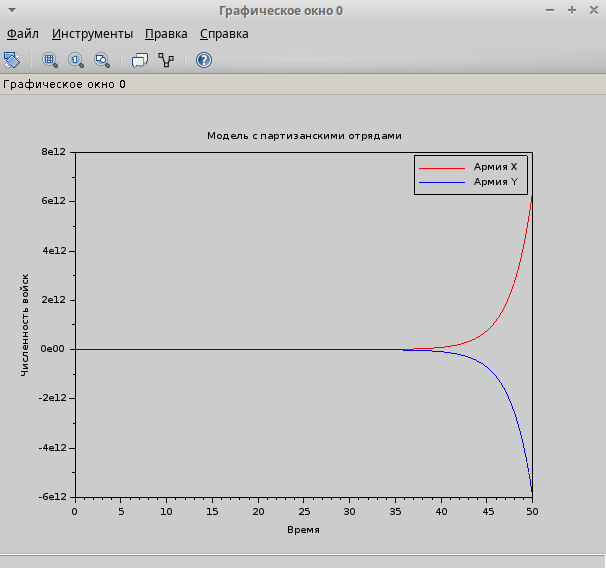 Графическое окно 0
Файл Инструменты Правка Справка
Графическое окно 0
Модель с партизанскими отрядами
Армия X
Армия Y
8e12
6e12
4e12
2e12
0e00
-2e12
-4e12
-6e12
Численность войск
0 5 10 15 20 25 30 35 40 45 50
Время